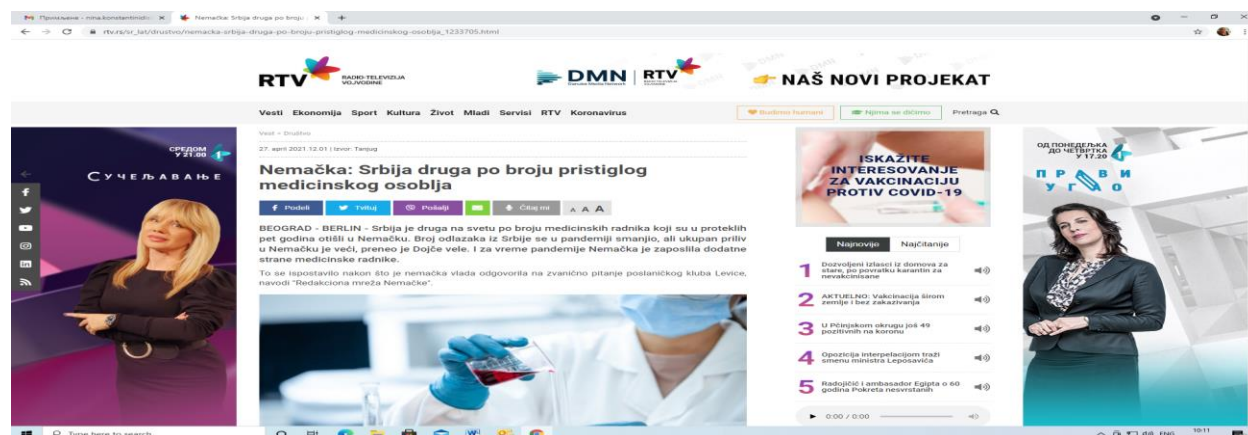 Nemačka: Srbija druga po broju
rtv.rs/sr_lat/drustvo/nemacka-srbija-druga-po-broju-pristiglog-medicinskog-osoblja_1233705.html
RTV RADIO-TELEVIZIJA
VOJVODINE
DMN RTV
NAŠ NOVI PROJEKAT
Vesti Ekonomija Sport Kultura Život Mladi Servisi RTV Koronavirus
Budimo humani Njima se dičimo Pretraga
Vesti > Društvo
27. april 2021. 12.01 | Izvor: Tanjug
Nemačka: Srbija druga po broju pristiglog
medicinskog osoblja
Podeli Tvituj Pošalji Čitaj mi A A A
BEOGRAD - BERLIN - Srbija je druga na svetu po broju medicinskih radnika koji su u proteklih
pet godina otišli u Nemačku. Broj odlazaka iz Srbije se u pandemiji smanjio, ali ukupan priliv
u Nemačku je veći, preneo je Dojče vele. I za vreme pandemije Nemačka je zaposlila dodatne
strane medicinske radnike.
To se ispostavilo nakon što je nemačka vlada odgovorila na zvanično pitanje poslaničkog kluba Levice,
navodi "Redakciona mreža Nemačke".
СРЕДОМ
У 21.00
СУЧЕЉАВАЊЕ
ISKAŽITE
INTERESOVANJE
ZA VAKCINACIJU
PROTIV COVID-19
Najnovije Najčitanije
1 Dozvoljeni izlasci iz domova za
stare, po povratku karantin za
nevakcinisane
2 AKTUELNO: Vakcinacija širom
zemlje i bez zakazivanja
3 U Pčinjskom okrugu još 49
pozitivnih na koronu
4 Opozicija interpelacijom traži
smenu ministra Leposavića
5 Radojičić i ambasador Egipta o 60
godina Pokreta nesvrstanih
0:00 / 0:00
ОД ПОНЕДЕЉКА
ДО ЧЕТВРТКА
У 17.20
ПРАВИ
УГАО
Type here to search
ENG
10:11